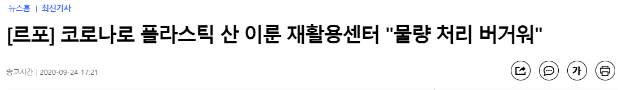 뉴스홈 | 최신기사
[르포] 코로나로 플라스틱 산 이룬 재활용센터 "물량 처리 버거워"
송고시간 | 2020-09-24 17:21
가